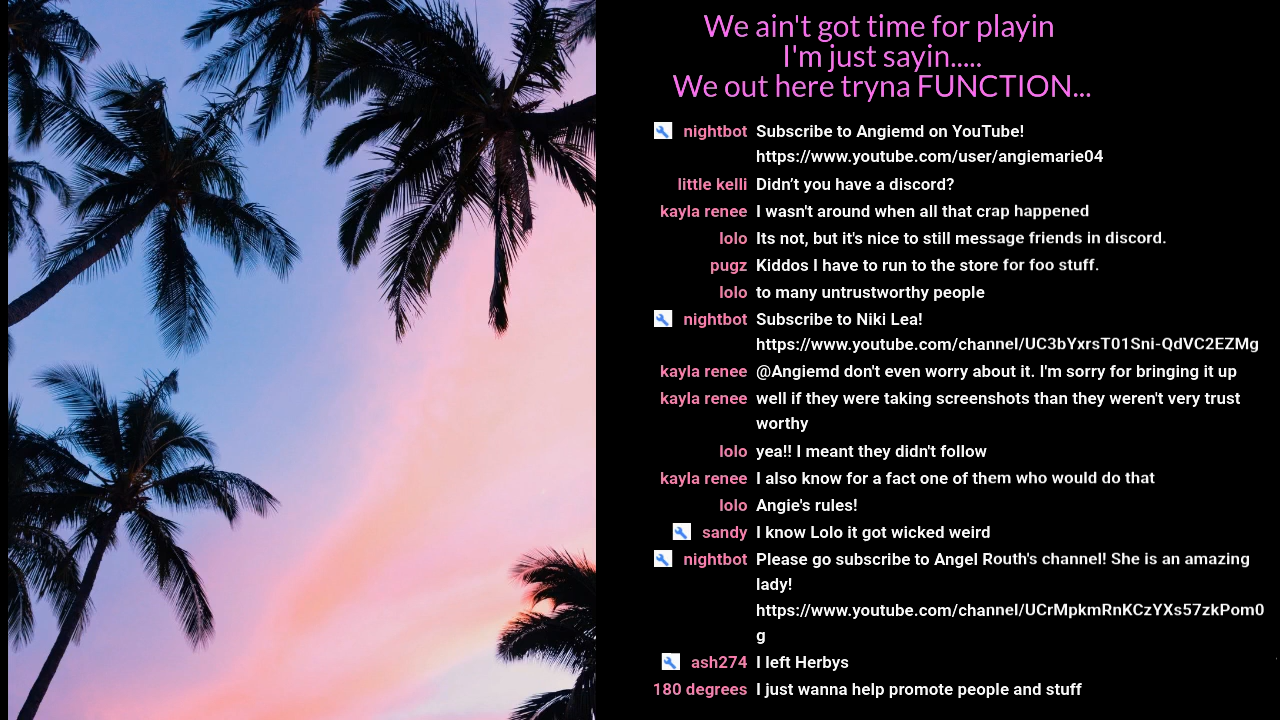 We ain't got time for playin
I'm just sayin.....
We out here tryna FUNCTION...
nightbot Subscribe to Angiemd on YouTube!
https://www.youtube.com/user/angiemarie04
little kelli Didn’t you have a discord?
kayla renee I wasn't around when all that crap happened
lolo Its not, but it's nice to still message friends in discord.
pugz Kiddos I have to run to the store for foo stuff.
lolo to many untrustworthy people
nightbot Subscribe to Niki Lea!
https://www.youtube.com/channel/UC3bYxrsT01Sni-QdVC2EZMg
kayla renee @Angiemd don't even worry about it. I'm sorry for bringing it up
kayla renee well if they were taking screenshots than they weren't very trust
worthy
lolo yea!! I meant they didn't follow
kayla renee I also know for a fact one of them who would do that
lolo Angie's rules!
sandy I know Lolo it got wicked weird
nightbot Please go subscribe to Angel Routh's channel! She is an amazing
lady!
https://www.youtube.com/channel/UCrMpkmRnKCzYXs57zkPom0
g
ash274 I left Herbys
180 degrees I just wanna help promote people and stuff